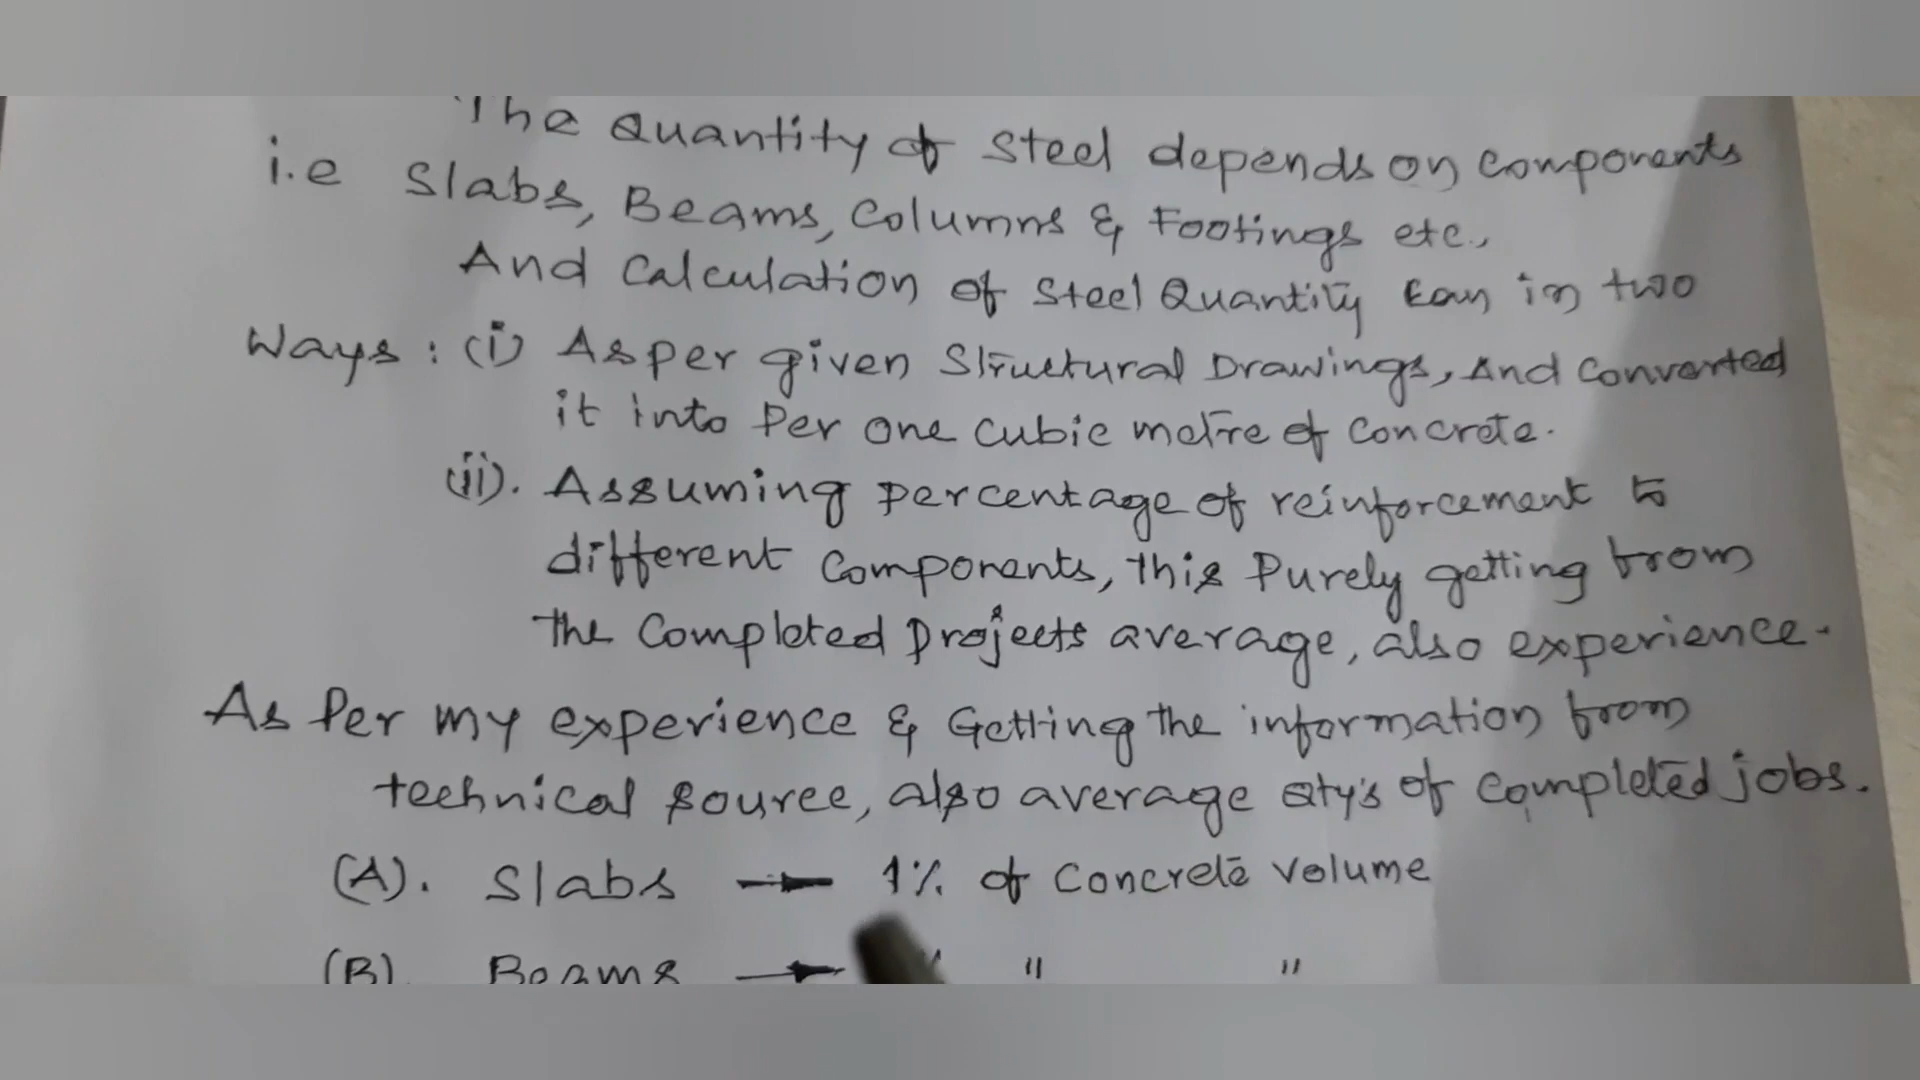 The Quantity of Steel depends on Components
i.e Slabs, Beams, Columns & Footings etc.,
And Calculation of Steel Quantity Can in two
Ways : (i) As per given Structural Drawings, And Converted
it into Per one cubic metre of Concrete.
(ii). Assuming percentage of reinforcement to
different Components, this Purely getting from
the Completed Projects average, also experience.
As Per my experience & Getting the information from
technical source, also average Qty's of Completed jobs.
(A). Slabs → 1% of Concrete Volume
(B) Beams → " "